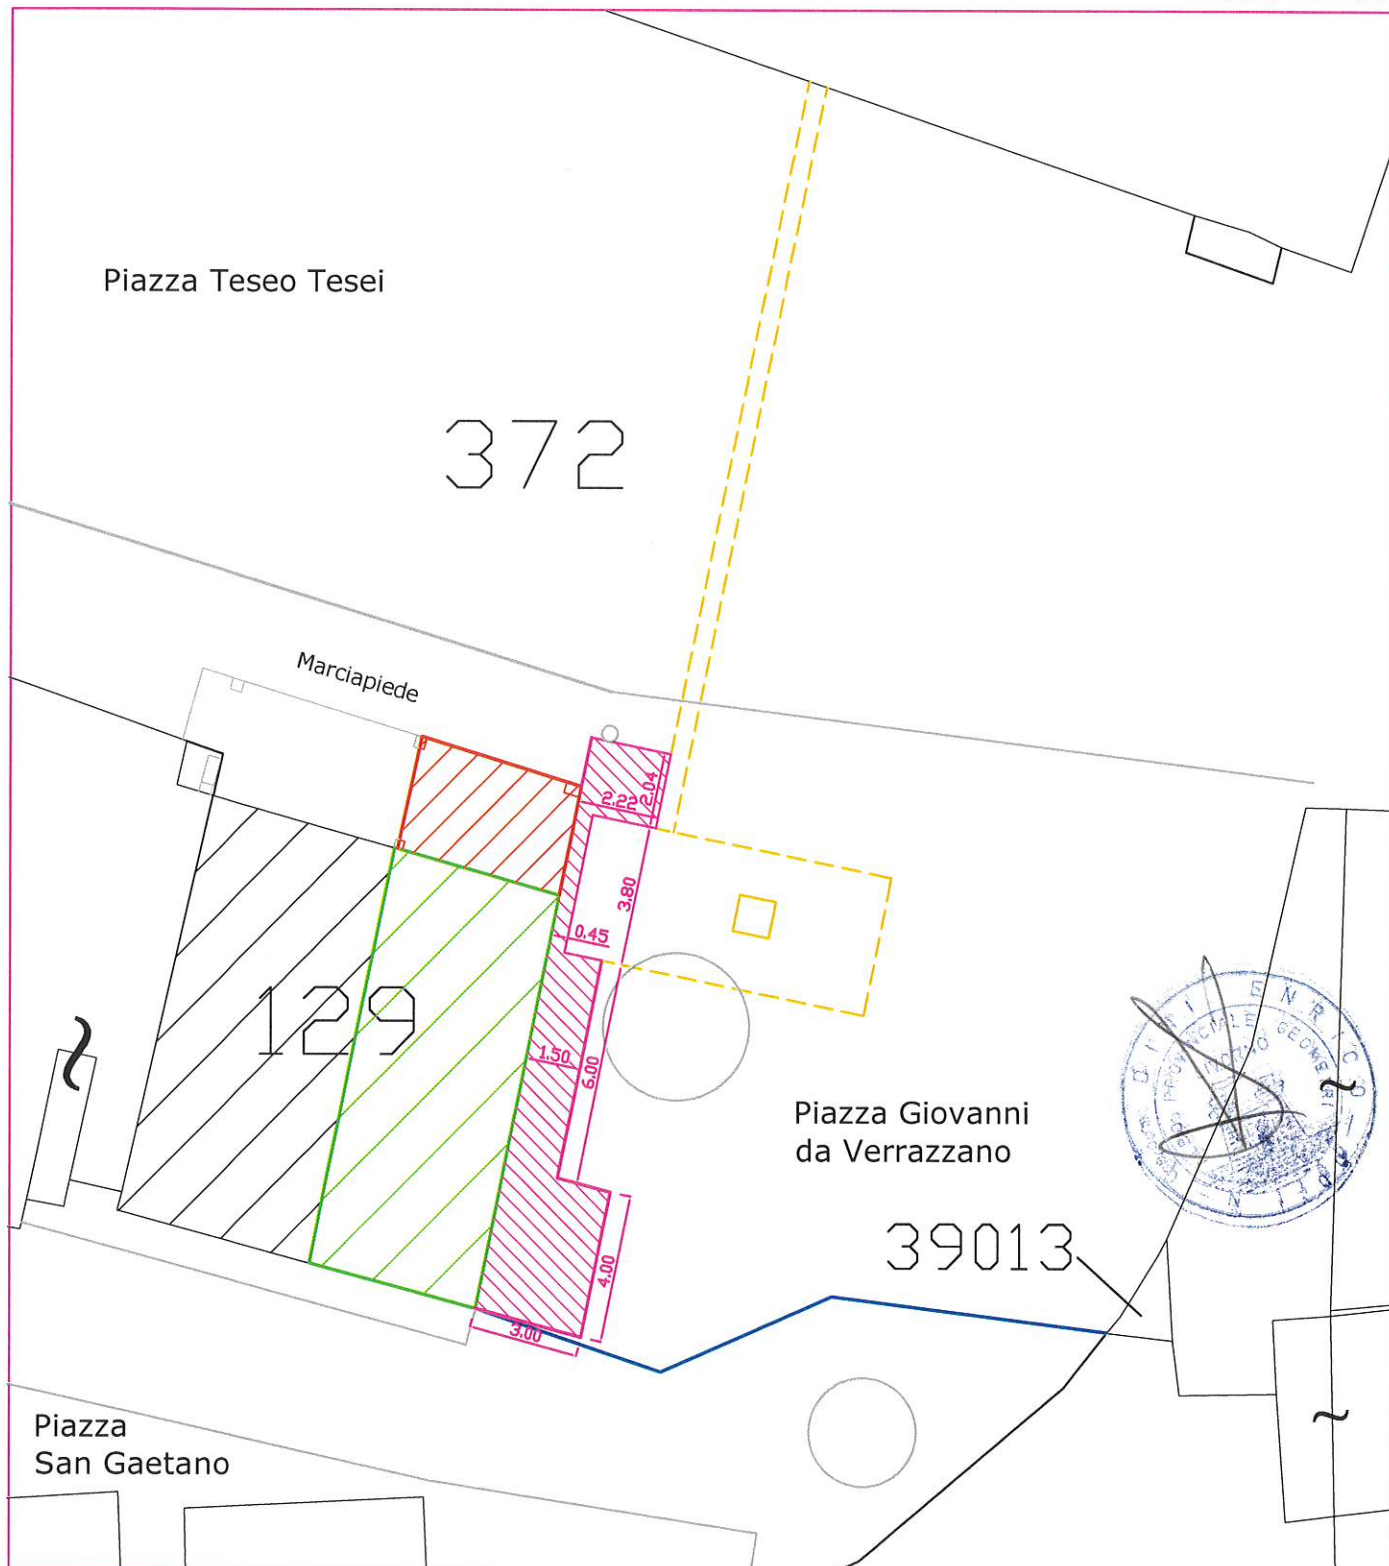 Piazza Teseo Tesei
372
Marciapiede
2.22
2.04
3.80
0.45
129
1.50
6.00
Piazza Giovanni
da Verrazzano
39013
4.00
3.00
Piazza
San Gaetano
ENRICO